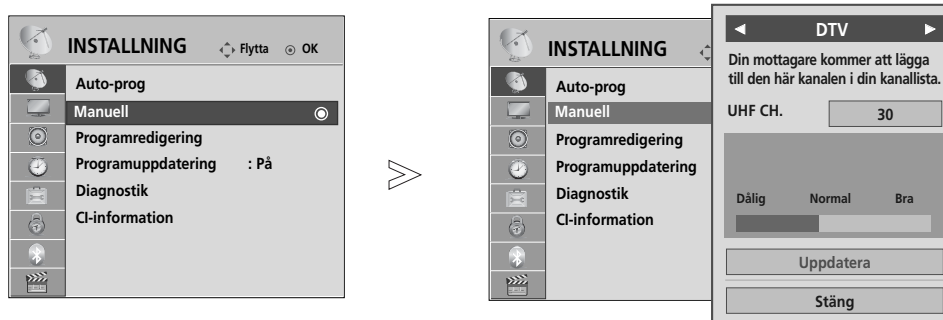 INSTALLNING Flytta OK
Auto-prog
Manuell
Programredigering
Programuppdatering : På
Diagnostik
CI-information
INSTALLNING
Auto-prog
Manuell
Programredigering
Programuppdatering
Diagnostik
CI-information
◄ DTV ►
Din mottagare kommer att lägga
till den här kanalen i din kanallista.
UHF CH. 30
Dålig Normal Bra
Uppdatera
Stäng